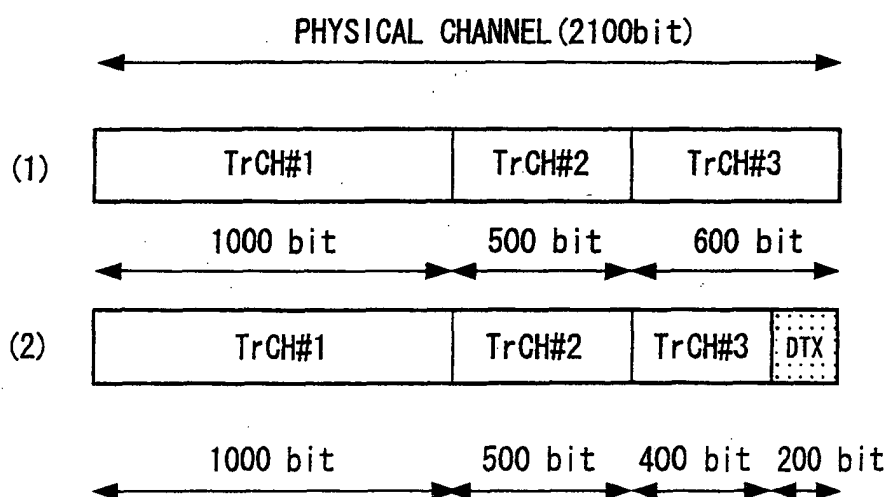 PHYSICAL CHANNEL(2100bit)
(1) TrCH#1 TrCH#2 TrCH#3
1000 bit 500 bit 600 bit
(2) TrCH#1 TrCH#2 TrCH#3 DTX
1000 bit 500 bit 400 bit 200 bit